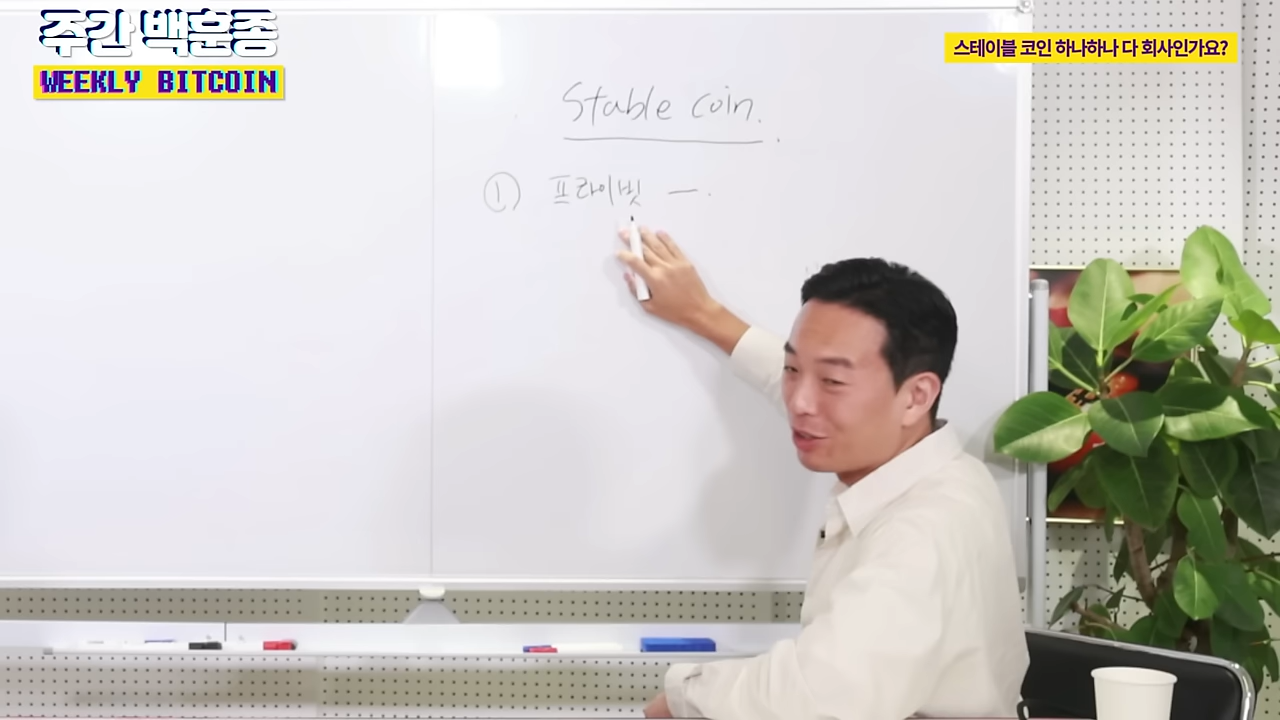 주간 백훈종
WEEKLY BITCOIN
스테이블 코인 하나하나 다 회사인가요?
Stable coin.
① 프라이빗 ㅡ.